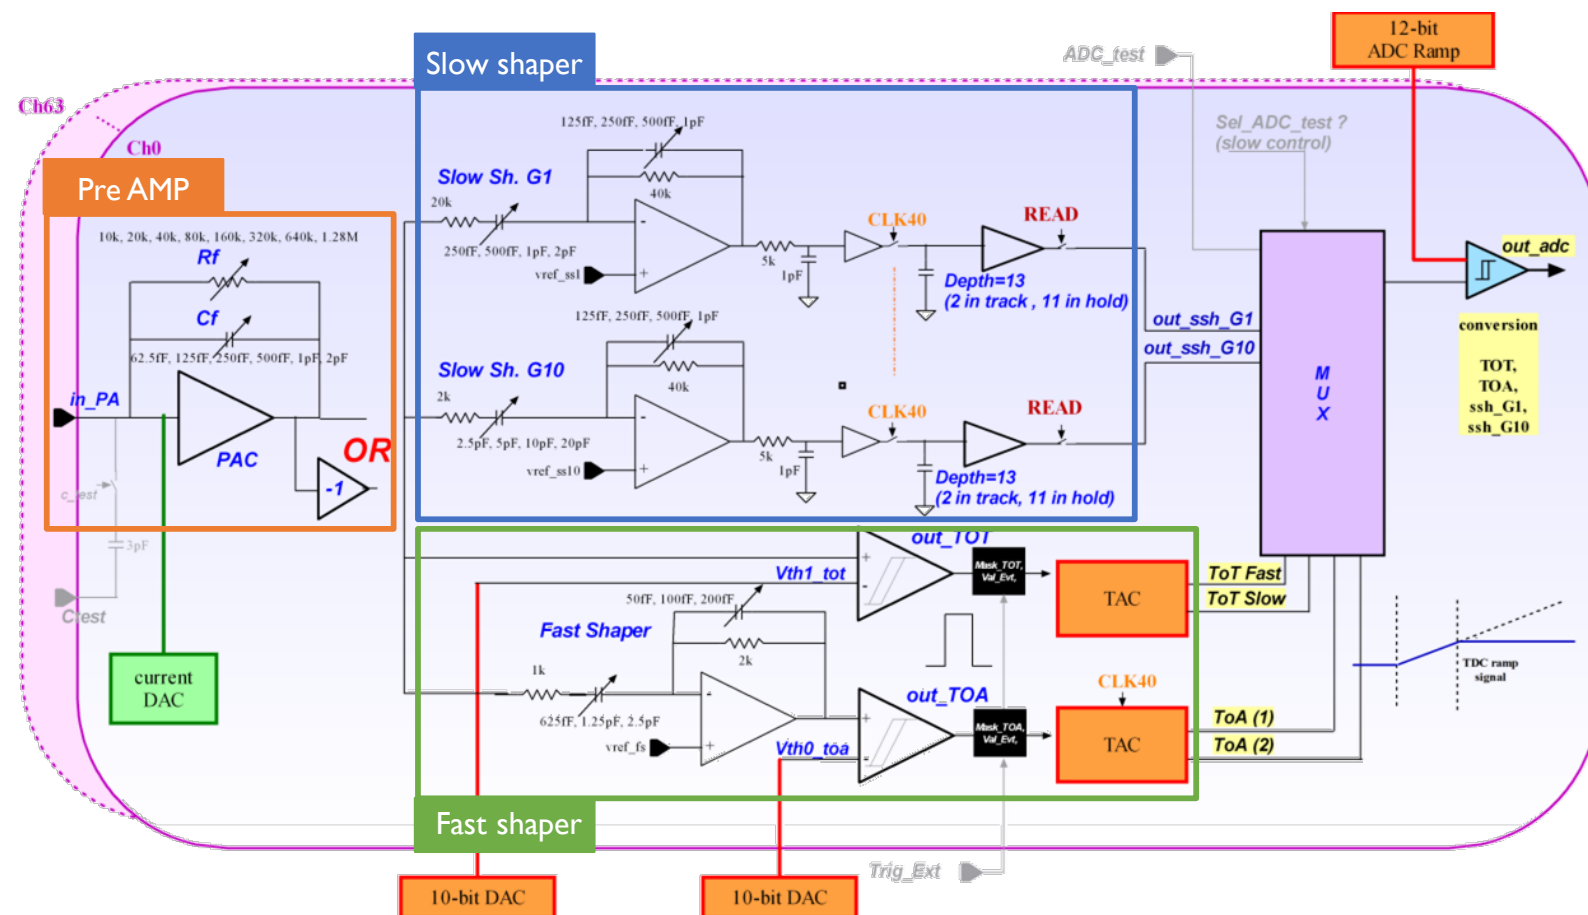 12-bit
ADC Ramp
Slow shaper
ADC_test
Ch63
Ch0
125fF, 250fF, 500fF, 1pF
Sel_ADC_test ?
(slow control)
Pre AMP
Slow Sh. G1
40k
20k
CLK40
READ
10k, 20k, 40k, 80k, 160k, 320k, 640k, 1.28M
Rf
250fF, 500fF, 1pF, 2pF
vref_ss1
5k
1pF
Depth=13
(2 in track , 11 in hold)
out_adc
Cf
125fF, 250fF, 500fF, 1pF
62.5fF, 125fF, 250fF, 500fF, 1pF, 2pF
out_ssh_G1
out_ssh_G10
conversion
TOT,
TOA,
ssh_G1,
ssh_G10
Slow Sh. G10
40k
2k
CLK40
READ
M
U
X
in_PA
PAC
OR
-1
2.5pF, 5pF, 10pF, 20pF
vref_ss10
5k
1pF
Depth=13
(2 in track, 11 in hold)
c_test
3pF
Ctest
out_TOT
Vth1_tot
Mask_TOT,
Val_Evt,
TAC
ToT Fast
ToT Slow
50fF, 100fF, 200fF
Fast Shaper
2k
1k
625fF, 1.25pF, 2.5pF
vref_fs
out_TOA
Vth0_toa
Mask_TOA,
Val_Evt,
CLK40
TAC
ToA (1)
ToA (2)
TDC ramp
signal
current
DAC
Fast shaper
Trig_Ext
10-bit DAC
10-bit DAC